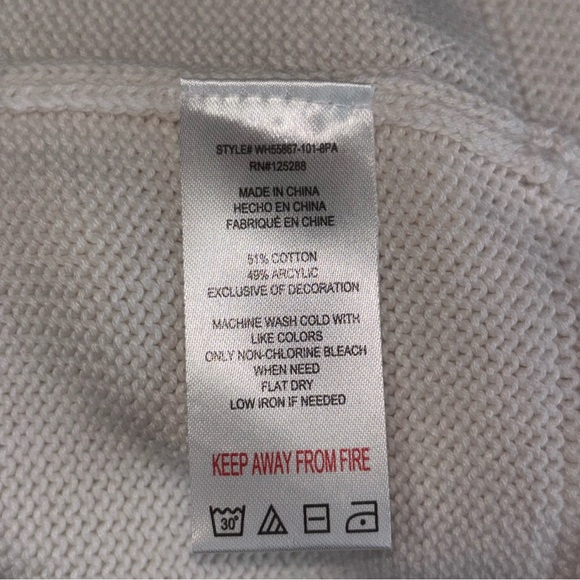 STYLE# WH55867-101-8PA
RN#125288
MADE IN CHINA
HECHO EN CHINA
FABRIQUÉ EN CHINE
51% COTTON
49% ARCYLIC
EXCLUSIVE OF DECORATION
MACHINE WASH COLD WITH
LIKE COLORS
ONLY NON-CHLORINE BLEACH
WHEN NEED
FLAT DRY
LOW IRON IF NEEDED
KEEP AWAY FROM FIRE
30°